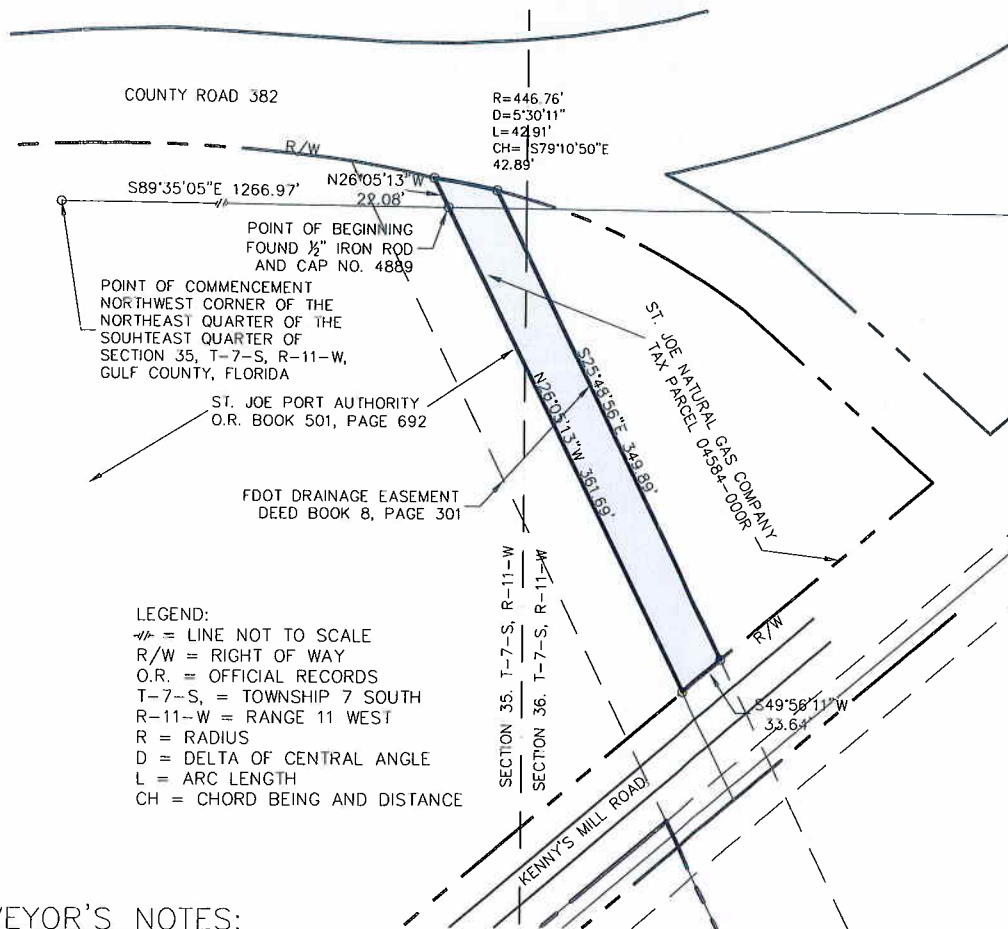 COUNTY ROAD 382
R=446.76'
D=5°30'11"
L=42.91'
CH= S79°10'50"E
42.89'
R/W
S89°35'05"E 1266.97'
N26°05'13"W
22.08'
POINT OF BEGINNING
FOUND ½" IRON ROD
AND CAP NO. 4889
POINT OF COMMENCEMENT
NORTHWEST CORNER OF THE
NORTHEAST QUARTER OF THE
SOUHTEAST QUARTER OF
SECTION 35, T-7-S, R-11-W,
GULF COUNTY, FLORIDA
ST. JOE PORT AUTHORITY
O.R. BOOK 501, PAGE 692
FDOT DRAINAGE EASEMENT
DEED BOOK 8, PAGE 301
N26°05'13"W 361.69'
S25°48'56"E 349.89'
ST. JOE NATURAL GAS COMPANY
TAX PARCEL 04584-000R
LEGEND:
-//- = LINE NOT TO SCALE
R/W = RIGHT OF WAY
O.R. = OFFICIAL RECORDS
T-7-S, = TOWNSHIP 7 SOUTH
R-11-W = RANGE 11 WEST
R = RADIUS
D = DELTA OF CENTRAL ANGLE
L = ARC LENGTH
CH = CHORD BEING AND DISTANCE
SECTION 35, T-7-S, R-11-W
SECTION 36, T-7-S, R-11-W
R/W
S49°56'11"W
33.64'
KENNY'S MILL ROAD
VEYOR'S NOTES: